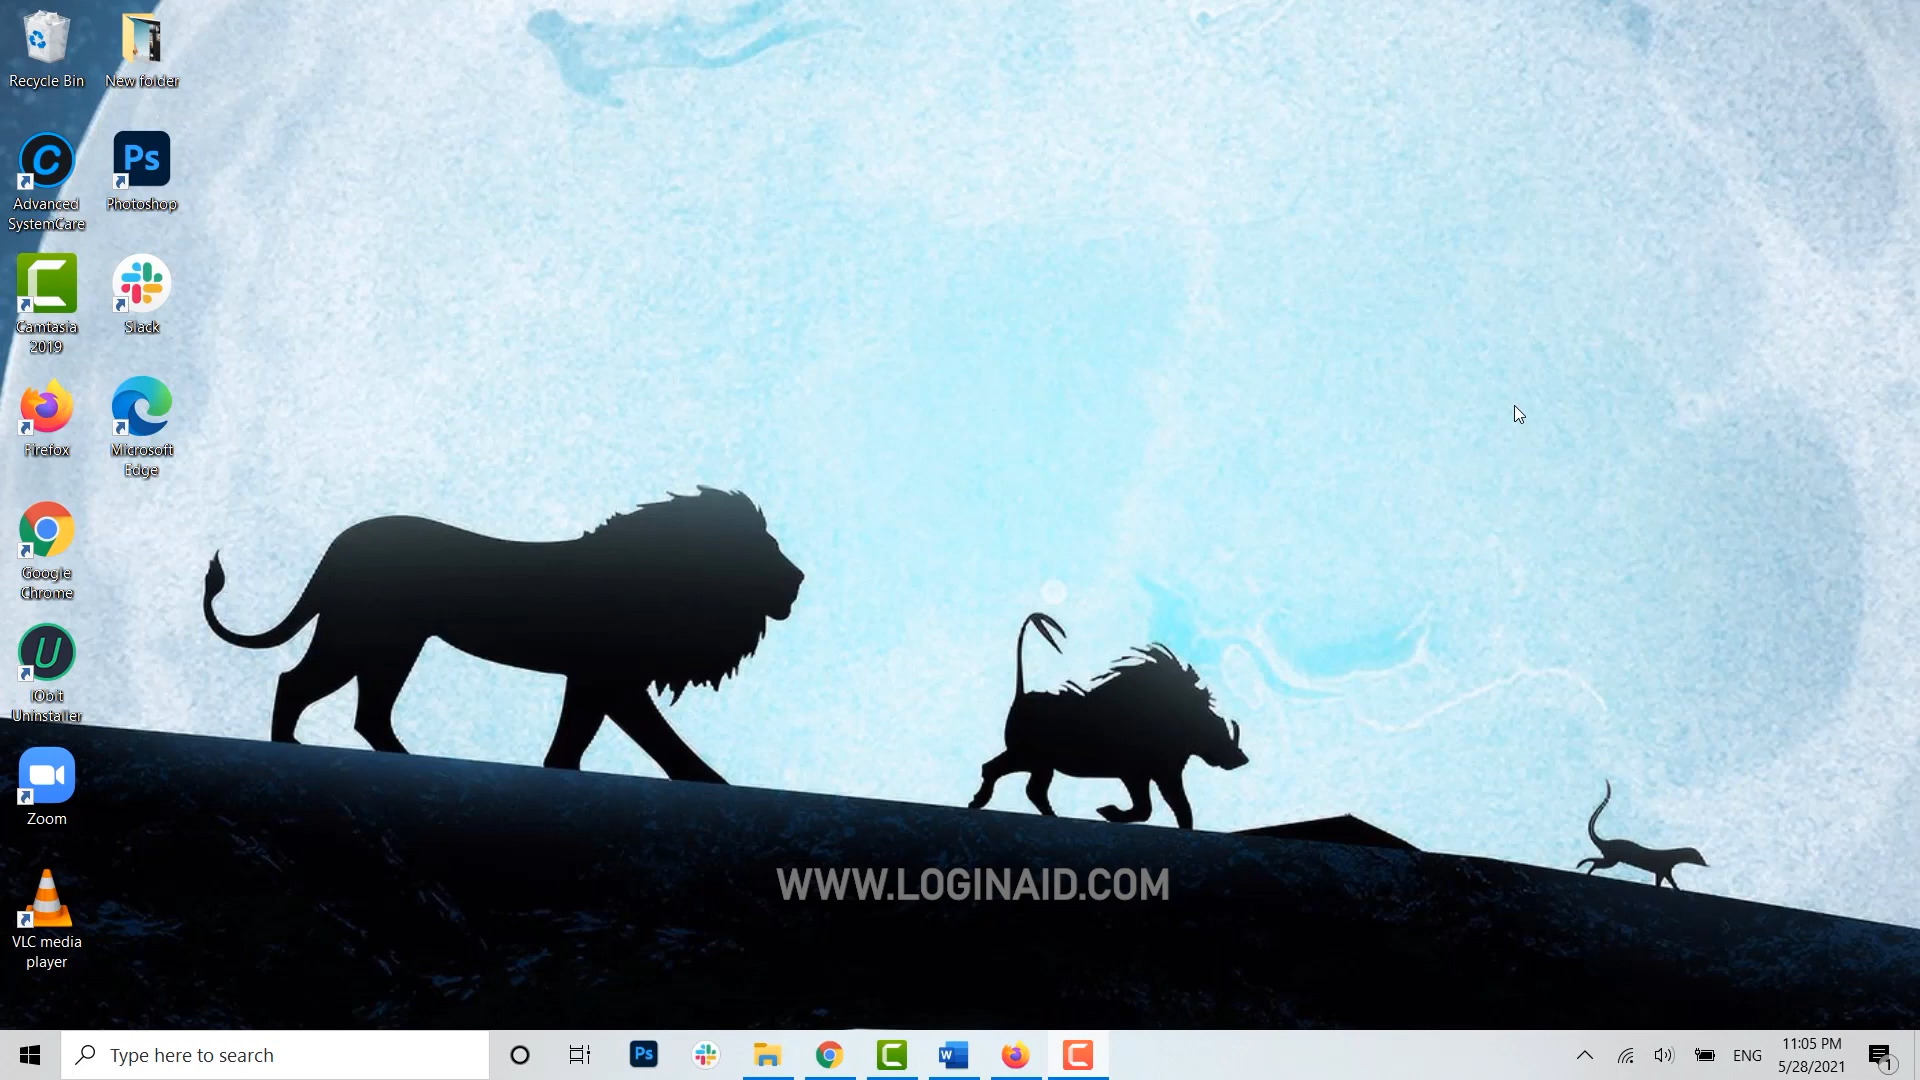 Recycle Bin
New folder
Advanced
SystemCare
Ps
Photoshop
Camtasia
2019
Slack
Firefox
Microsoft
Edge
Google
Chrome
IObit
Uninstaller
Zoom
VLC media
player
WWW.LOGINAID.COM
Type here to search
Ps
W
ENG
11:05 PM
5/28/2021
1